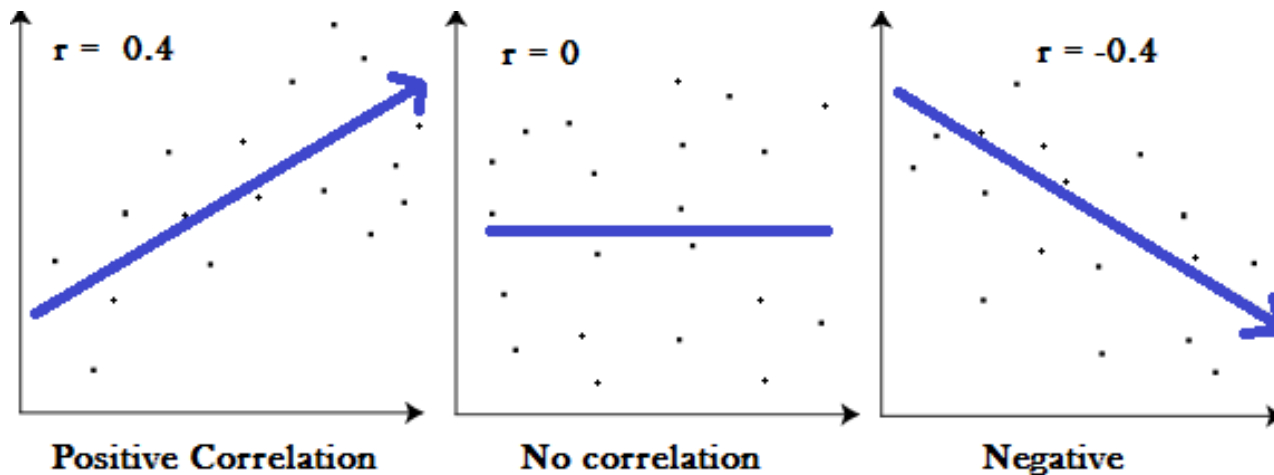 r = 0.4
r = 0
r = -0.4
Positive Correlation
No correlation
Negative